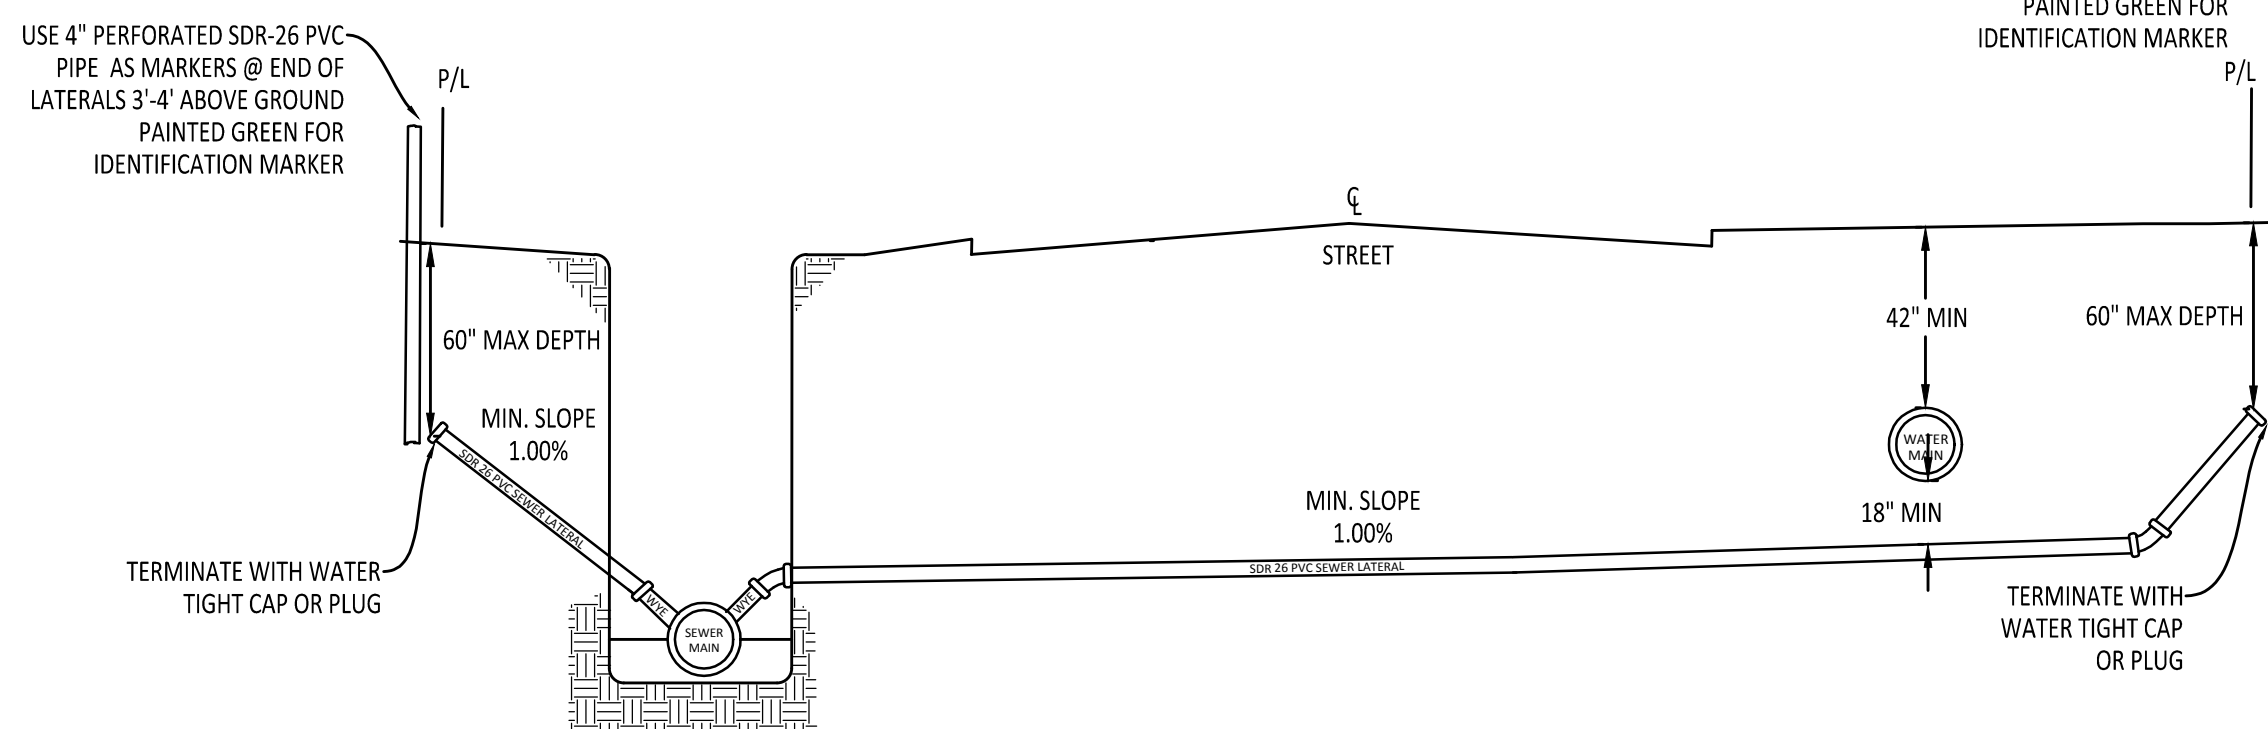 USE 4" PERFORATED SDR-26 PVC
PIPE AS MARKERS @ END OF
LATERALS 3'-4' ABOVE GROUND
PAINTED GREEN FOR
IDENTIFICATION MARKER
P/L
PAINTED GREEN FOR
IDENTIFICATION MARKER
P/L
℄
STREET
60" MAX DEPTH
42" MIN
60" MAX DEPTH
MIN. SLOPE
1.00%
SDR 26 PVC SEWER LATERAL
WATER
MAIN
18" MIN
MIN. SLOPE
1.00%
SDR 26 PVC SEWER LATERAL
TERMINATE WITH WATER
TIGHT CAP OR PLUG
WYE
WYE
SEWER
MAIN
TERMINATE WITH
WATER TIGHT CAP
OR PLUG